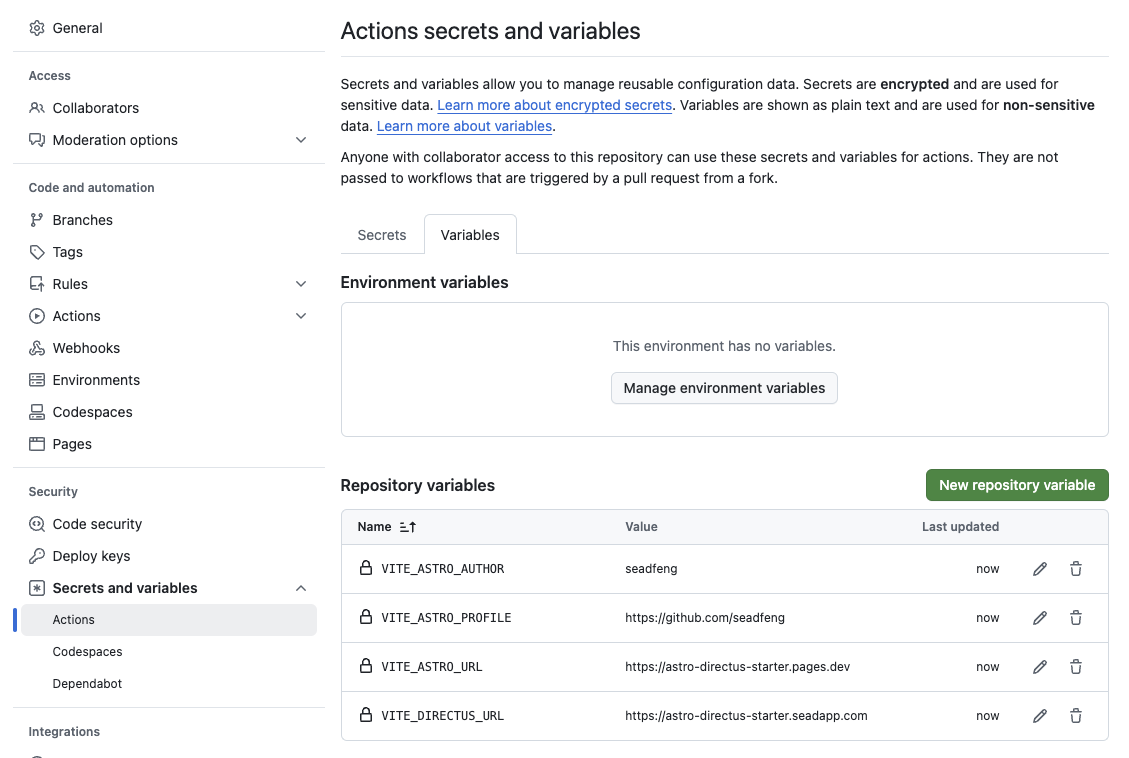 General
Access
Collaborators
Moderation options
Code and automation
Branches
Tags
Rules
Actions
Webhooks
Environments
Codespaces
Pages
Security
Code security
Deploy keys
Secrets and variables
Actions
Codespaces
Dependabot
Integrations
Actions secrets and variables
Secrets and variables allow you to manage reusable configuration data. Secrets are encrypted and are used for
sensitive data. Learn more about encrypted secrets. Variables are shown as plain text and are used for non-sensitive
data. Learn more about variables.
Anyone with collaborator access to this repository can use these secrets and variables for actions. They are not
passed to workflows that are triggered by a pull request from a fork.
Secrets Variables
Environment variables
This environment has no variables.
Manage environment variables
Repository variables New repository variable
Name Value Last updated
VITE_ASTRO_AUTHOR seadfeng now
VITE_ASTRO_PROFILE https://github.com/seadfeng now
VITE_ASTRO_URL https://astro-directus-starter.pages.dev now
VITE_DIRECTUS_URL https://astro-directus-starter.seadapp.com now